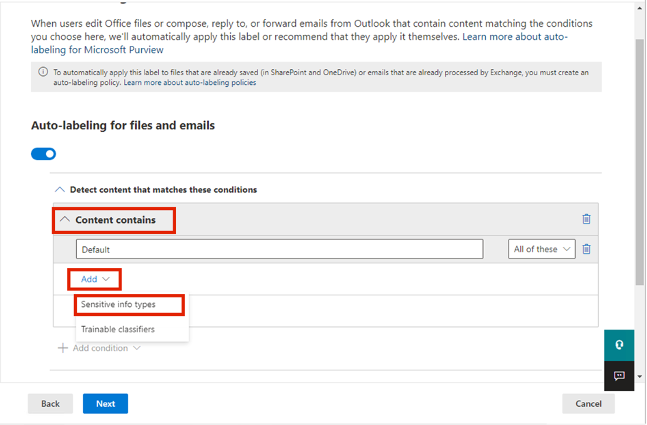 When users edit Office files or compose, reply to, or forward emails from Outlook that contain content matching the conditions
you choose here, we'll automatically apply this label or recommend that they apply it themselves. Learn more about auto-
labeling for Microsoft Purview
To automatically apply this label to files that are already saved (in SharePoint and OneDrive) or emails that are already processed by Exchange, you must create an
auto-labeling policy. Learn more about auto-labeling policies
Auto-labeling for files and emails
Detect content that matches these conditions
Content contains
Default
All of these
Add
Sensitive info types
Trainable classifiers
Add condition
Back
Next
Cancel